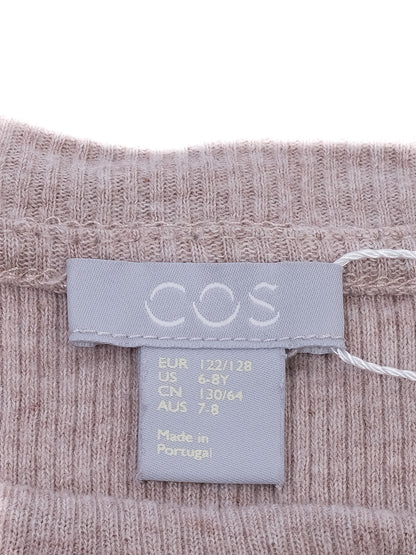 COS
EUR 122/128
US 6-8Y
CN 130/64
AUS 7-8
Made in
Portugal